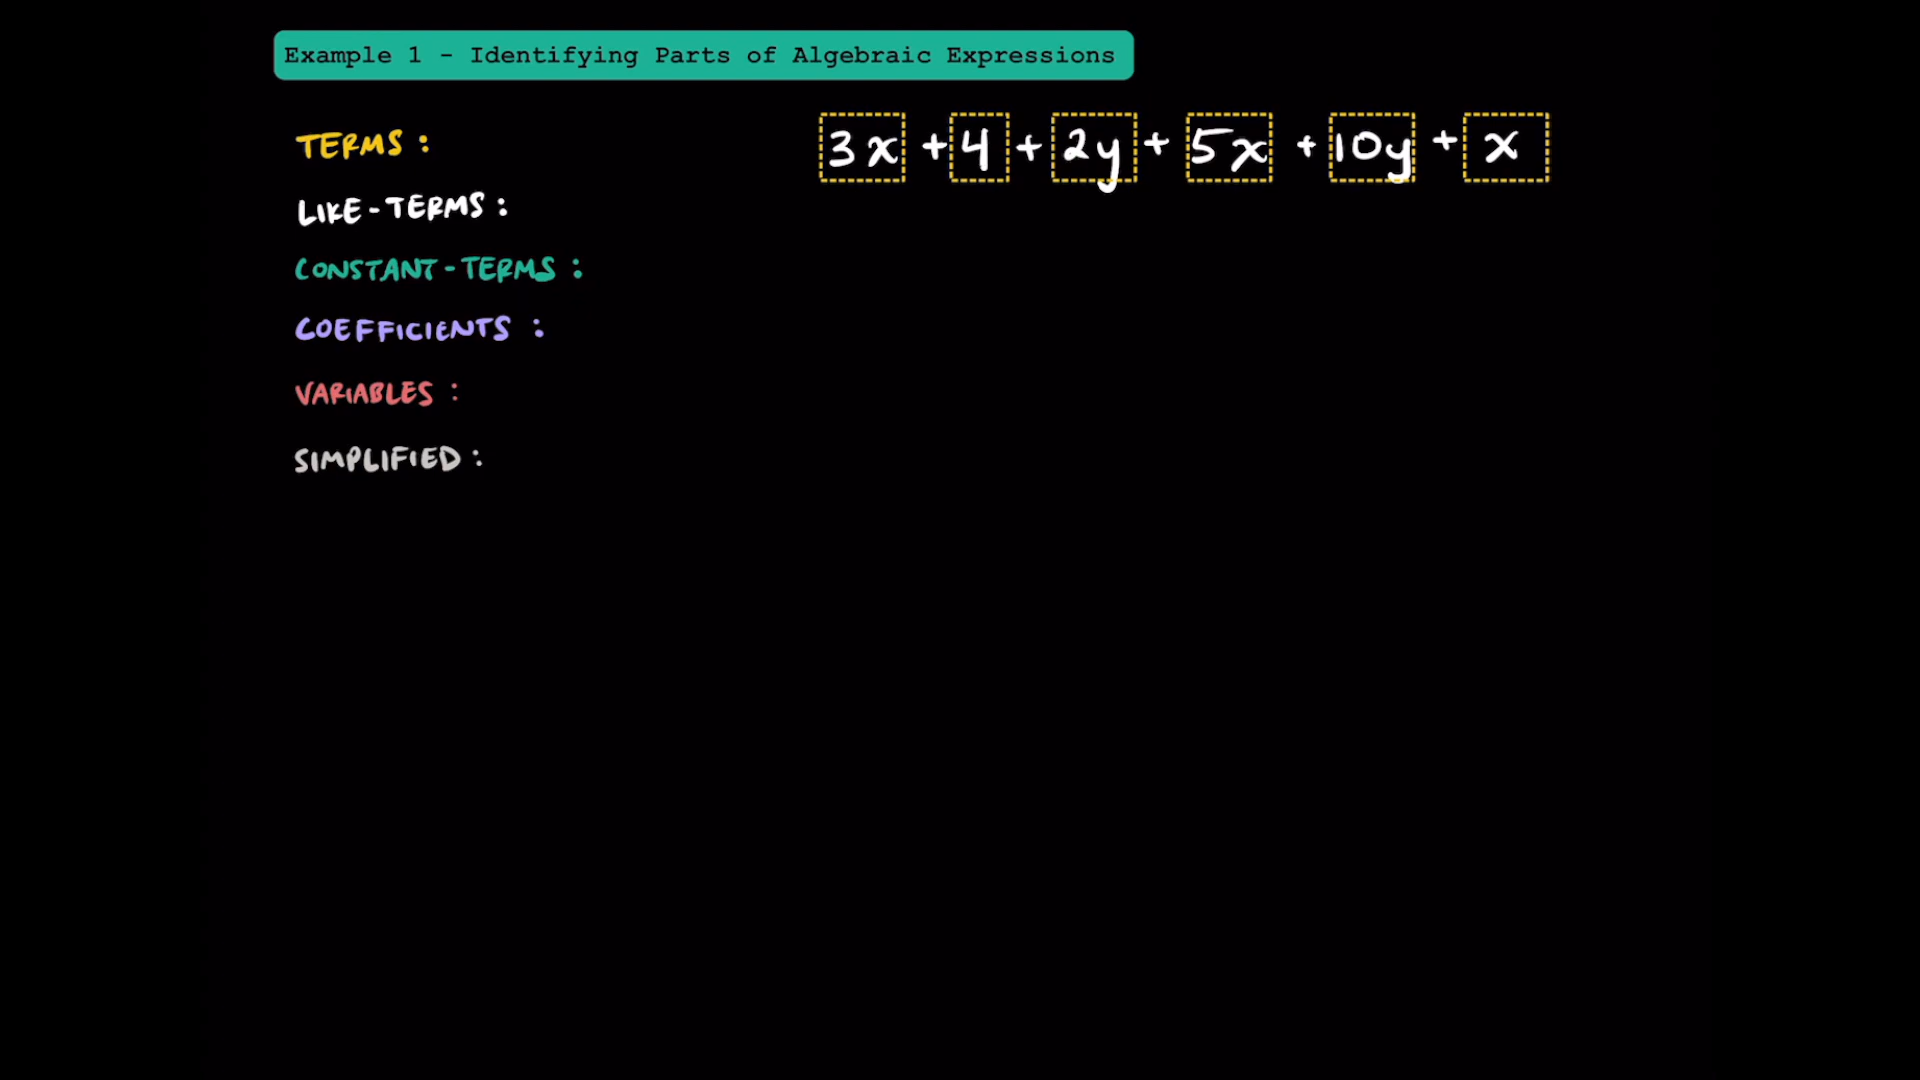 Example 1 - Identifying Parts of Algebraic Expressions
TERMS :
3x + 4 + 2y + 5x + 10y + x
LIKE-TERMS :
CONSTANT-TERMS :
COEFFICIENTS :
VARIABLES :
SIMPLIFIED :